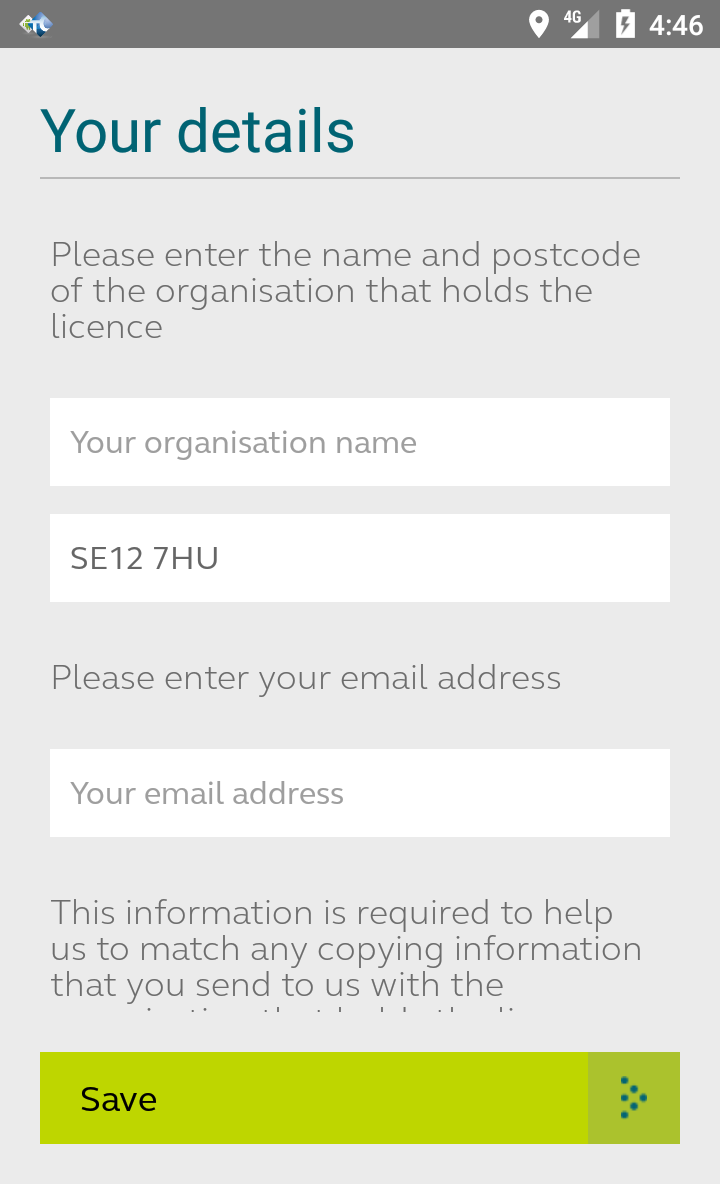 4G 4:46
Your details
Please enter the name and postcode
of the organisation that holds the
licence
Your organisation name
SE12 7HU
Please enter your email address
Your email address
This information is required to help
us to match any copying information
that you send to us with the
Save